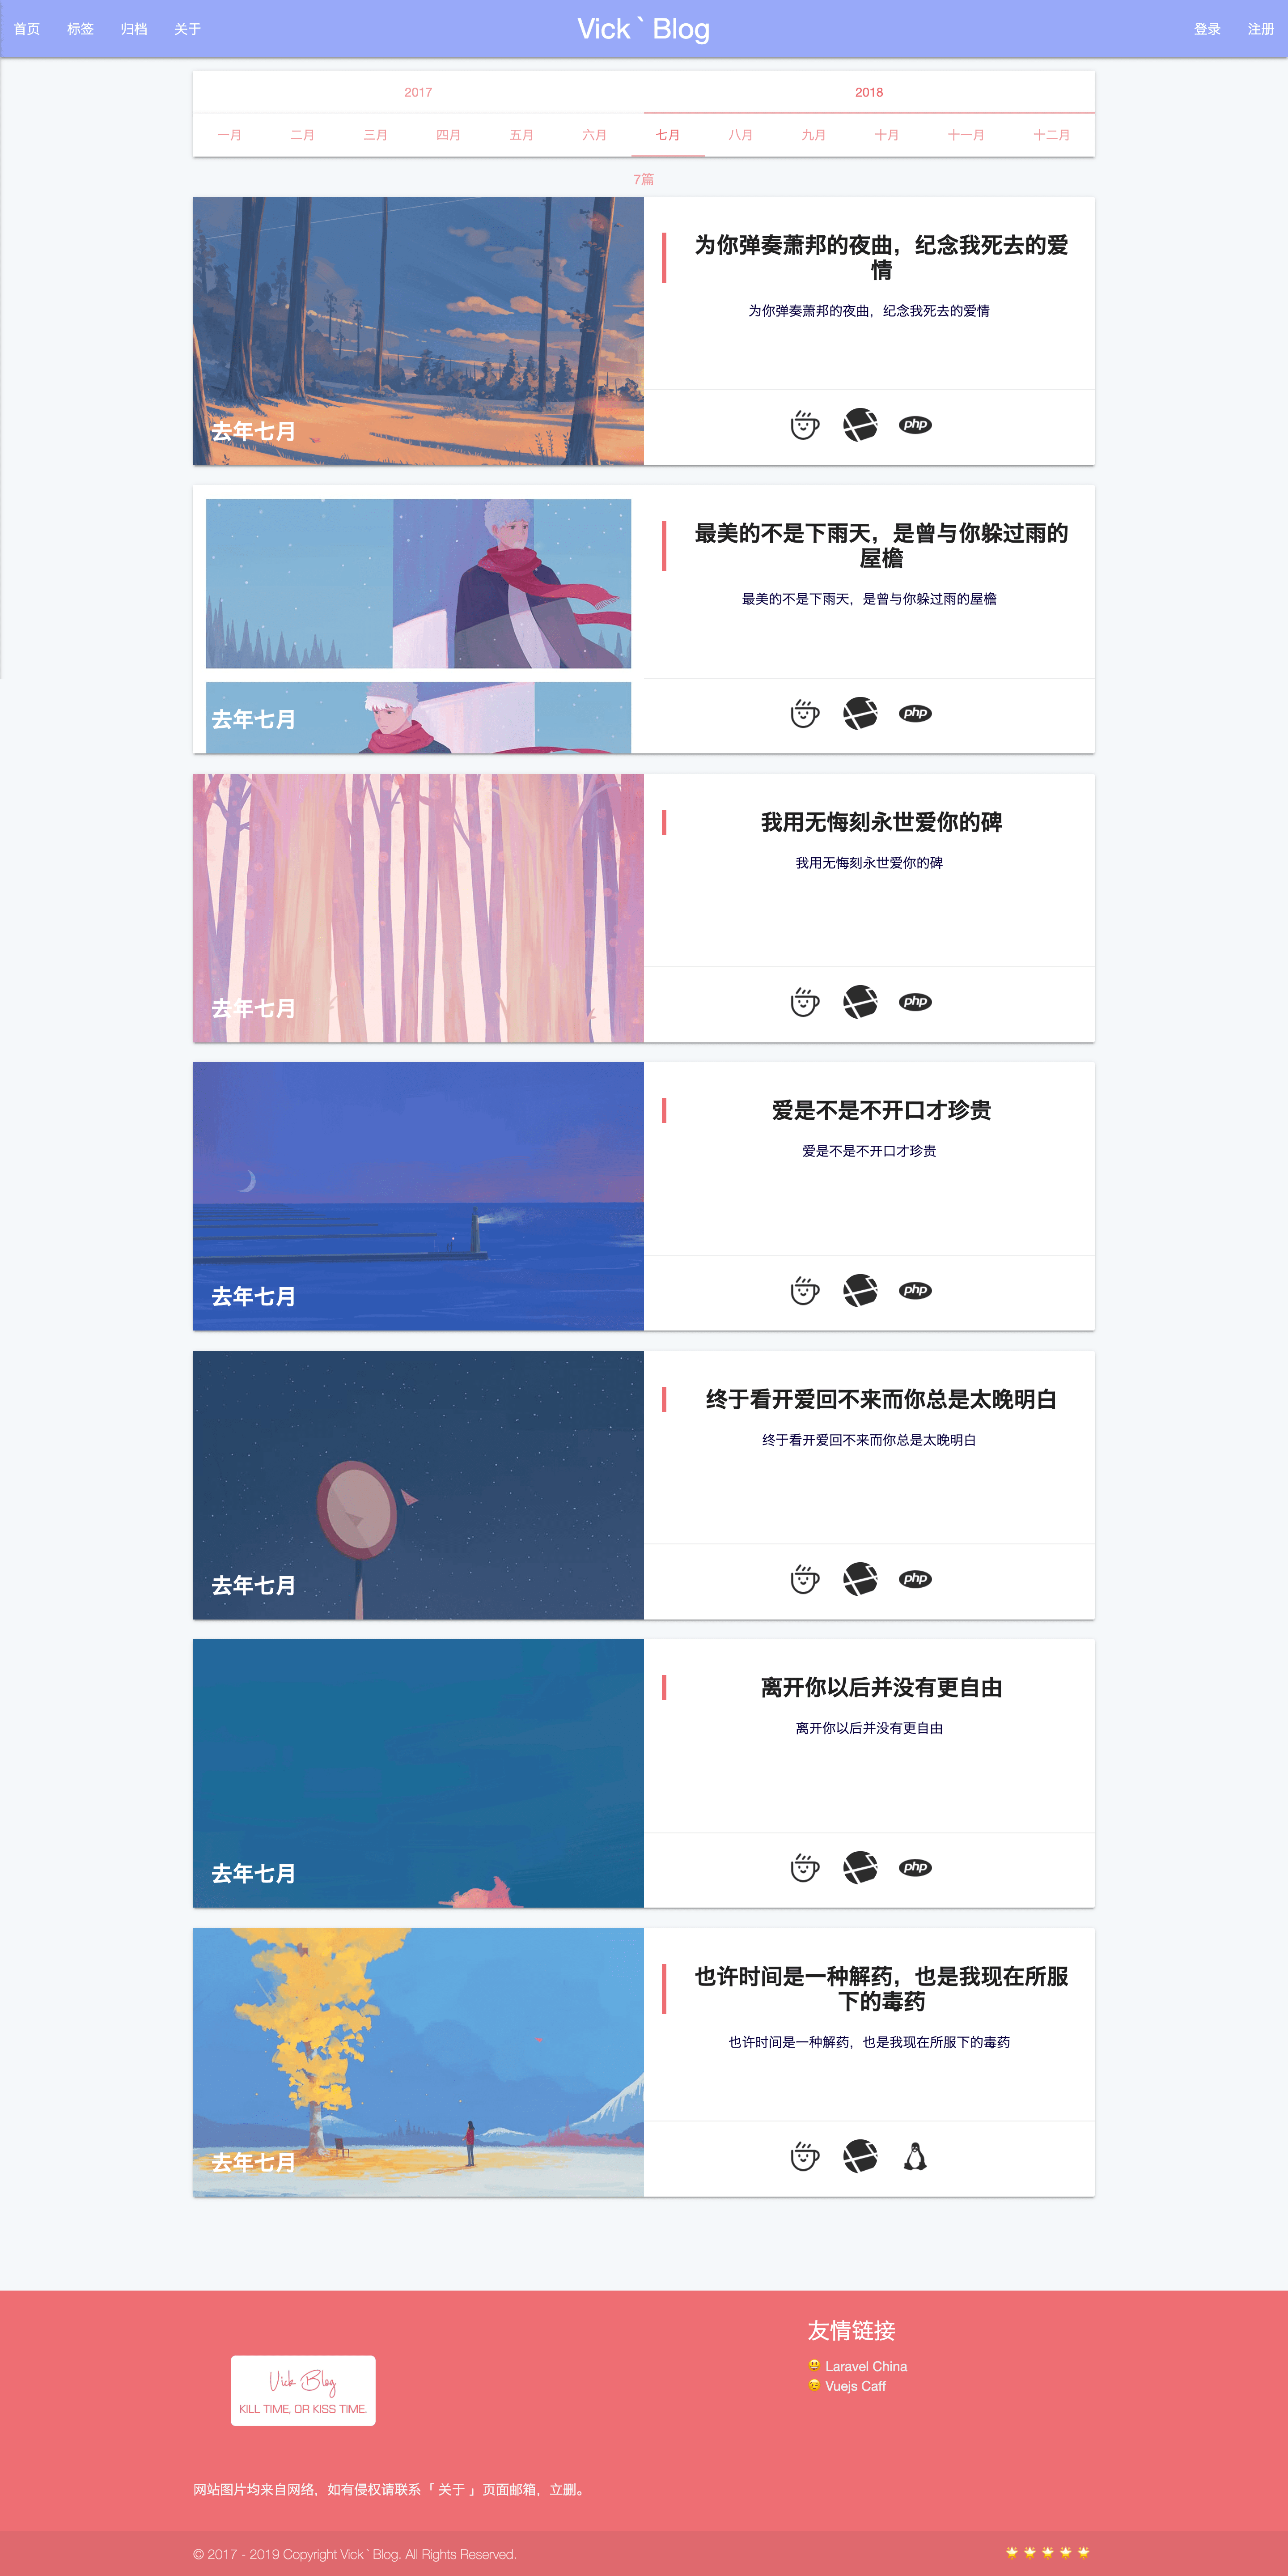 首页 标签 归档 关于 Vick`Blog 登录 注册
2017 2018
一月 二月 三月 四月 五月 六月 七月 八月 九月 十月 十一月 十二月
7篇
去年七月
为你弹奏萧邦的夜曲，纪念我死去的爱
情
为你弹奏萧邦的夜曲，纪念我死去的爱情
php
去年七月
最美的不是下雨天，是曾与你躲过雨的
屋檐
最美的不是下雨天，是曾与你躲过雨的屋檐
php
去年七月
我用无悔刻永世爱你的碑
我用无悔刻永世爱你的碑
php
去年七月
爱是不是不开口才珍贵
爱是不是不开口才珍贵
php
去年七月
终于看开爱回不来而你总是太晚明白
终于看开爱回不来而你总是太晚明白
php
去年七月
离开你以后并没有更自由
离开你以后并没有更自由
php
去年七月
也许时间是一种解药，也是我现在所服
下的毒药
也许时间是一种解药，也是我现在所服下的毒药
Vick Blog
KILL TIME, OR KISS TIME.
友情链接
😃 Laravel China
😉 Vuejs Caff
网站图片均来自网络，如有侵权请联系「 关于 」页面邮箱，立删。
© 2017 - 2019 Copyright Vick`Blog. All Rights Reserved. 🌟 🌟 🌟 🌟 🌟